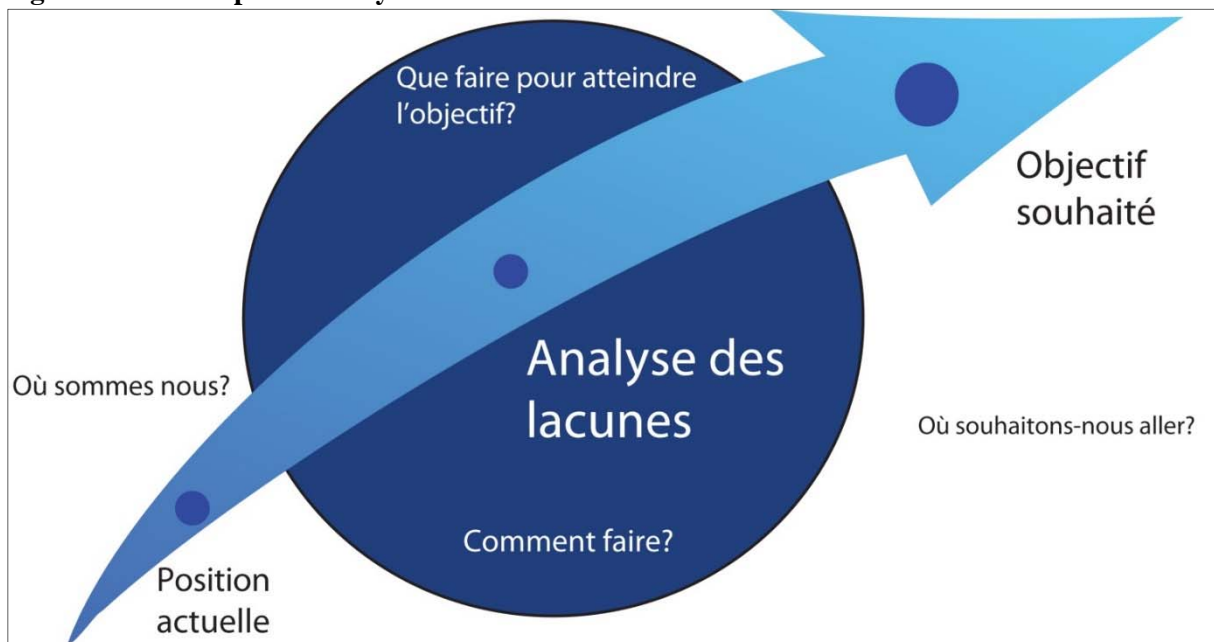 Que faire pour atteindre
l'objectif?
Objectif
souhaité
Analyse des
lacunes
Où sommes nous?
Où souhaitons-nous aller?
Comment faire?
Position
actuelle